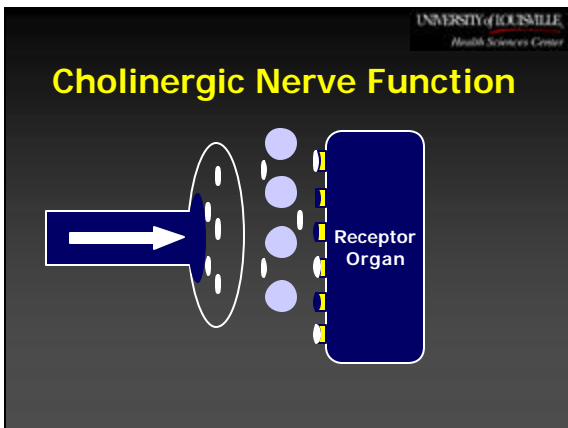 UNIVERSITY of LOUISVILLE
Health Sciences Center
Cholinergic Nerve Function
Receptor
Organ